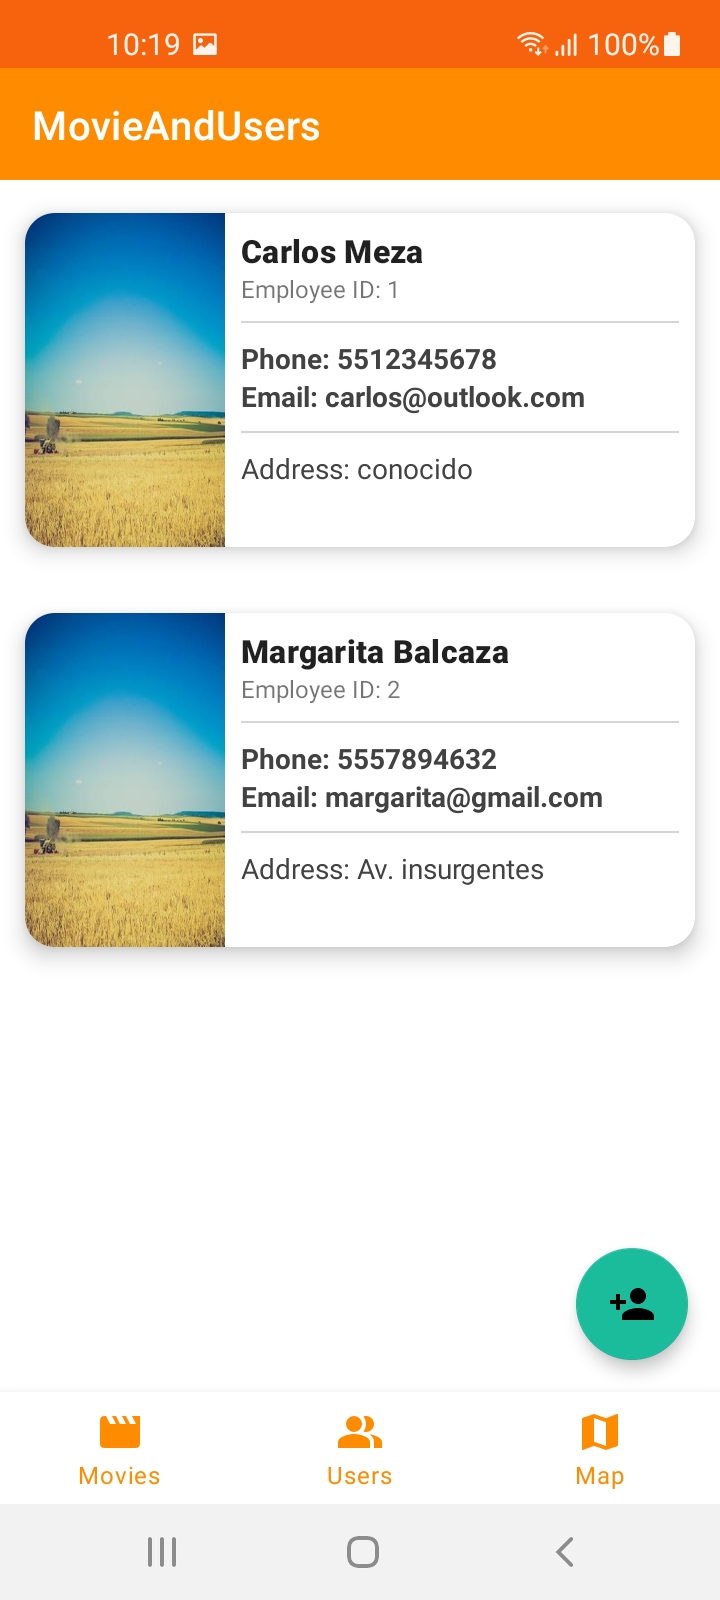 10:19 100%
MovieAndUsers
Carlos Meza
Employee ID: 1
Phone: 5512345678
Email: carlos@outlook.com
Address: conocido
Margarita Balcaza
Employee ID: 2
Phone: 5557894632
Email: margarita@gmail.com
Address: Av. insurgentes
Movies Users Map